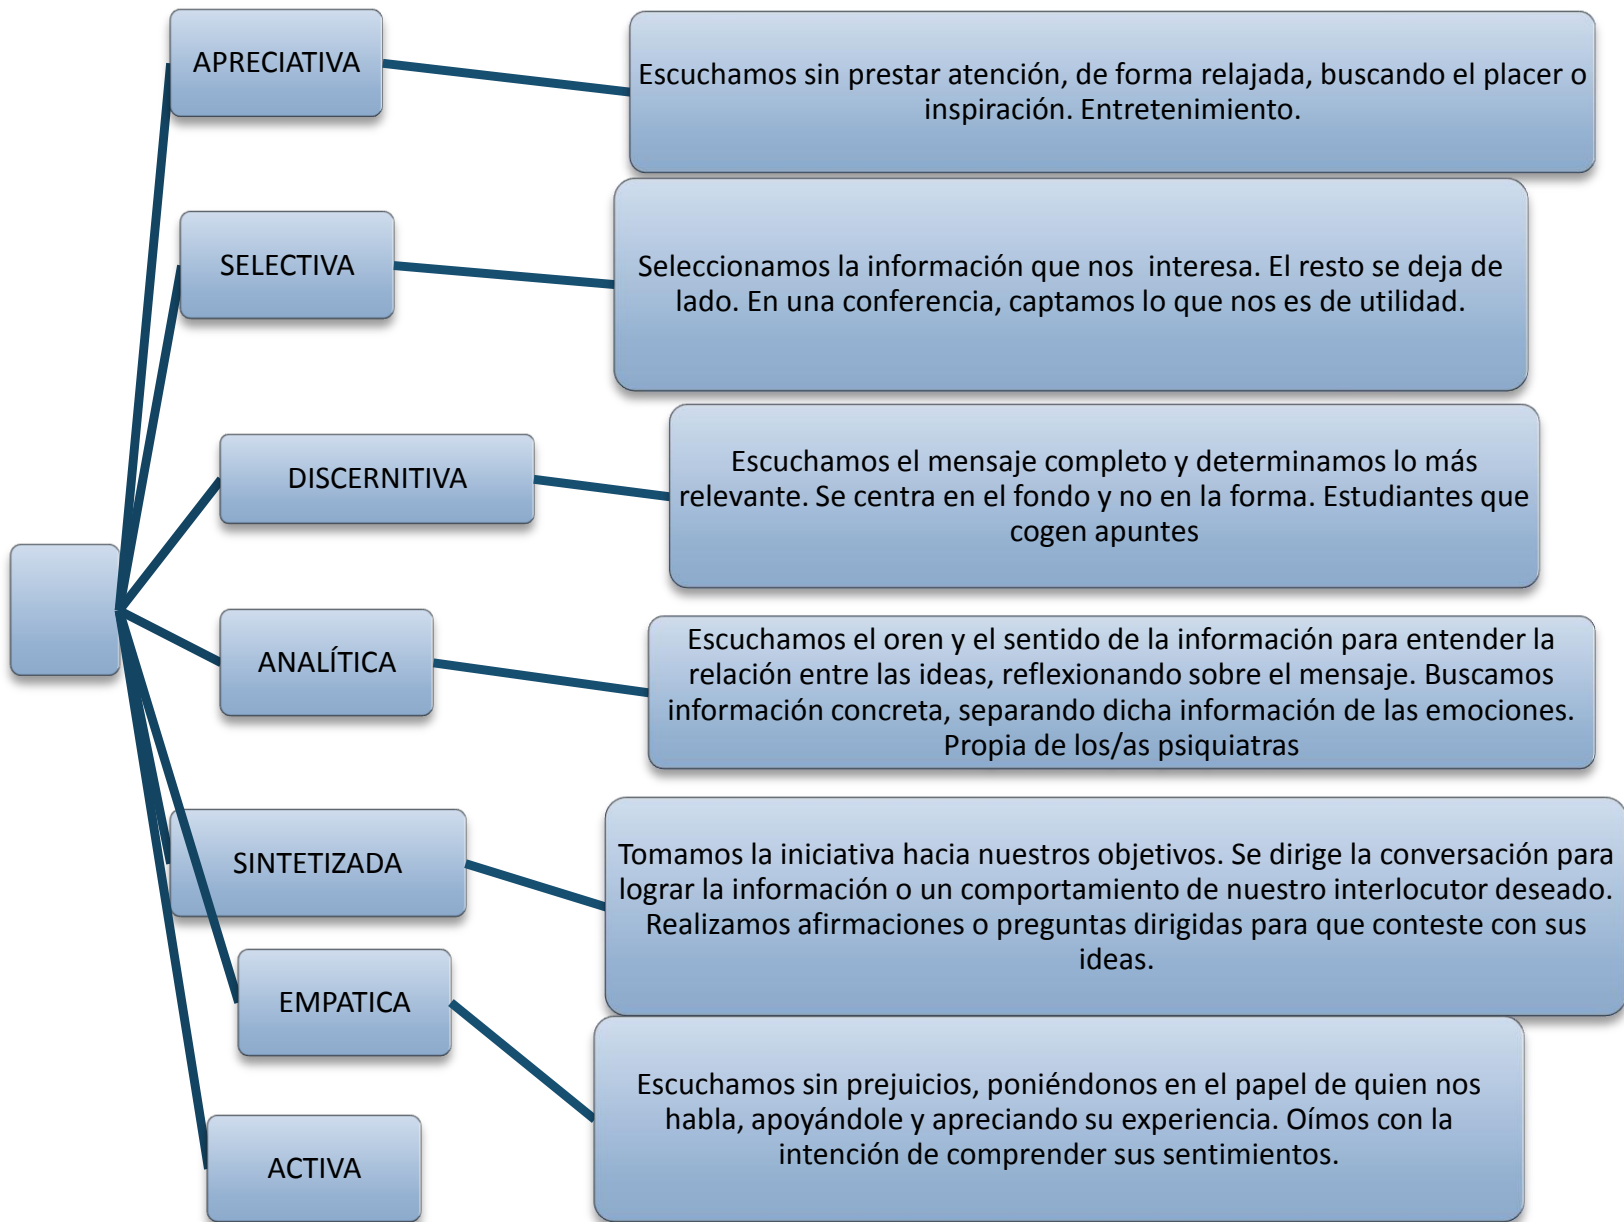 APRECIATIVA
Escuchamos sin prestar atención, de forma relajada, buscando el placer o
inspiración. Entretenimiento.
SELECTIVA
Seleccionamos la información que nos  interesa. El resto se deja de
lado. En una conferencia, captamos lo que nos es de utilidad.
DISCERNITIVA
Escuchamos el mensaje completo y determinamos lo más
relevante. Se centra en el fondo y no en la forma. Estudiantes que
cogen apuntes
ANALÍTICA
Escuchamos el oren y el sentido de la información para entender la
relación entre las ideas, reflexionando sobre el mensaje. Buscamos
información concreta, separando dicha información de las emociones.
Propia de los/as psiquiatras
SINTETIZADA
Tomamos la iniciativa hacia nuestros objetivos. Se dirige la conversación para
lograr la información o un comportamiento de nuestro interlocutor deseado.
Realizamos afirmaciones o preguntas dirigidas para que conteste con sus
ideas.
EMPATICA
Escuchamos sin prejuicios, poniéndonos en el papel de quien nos
habla, apoyándole y apreciando su experiencia. Oímos con la
intención de comprender sus sentimientos.
ACTIVA